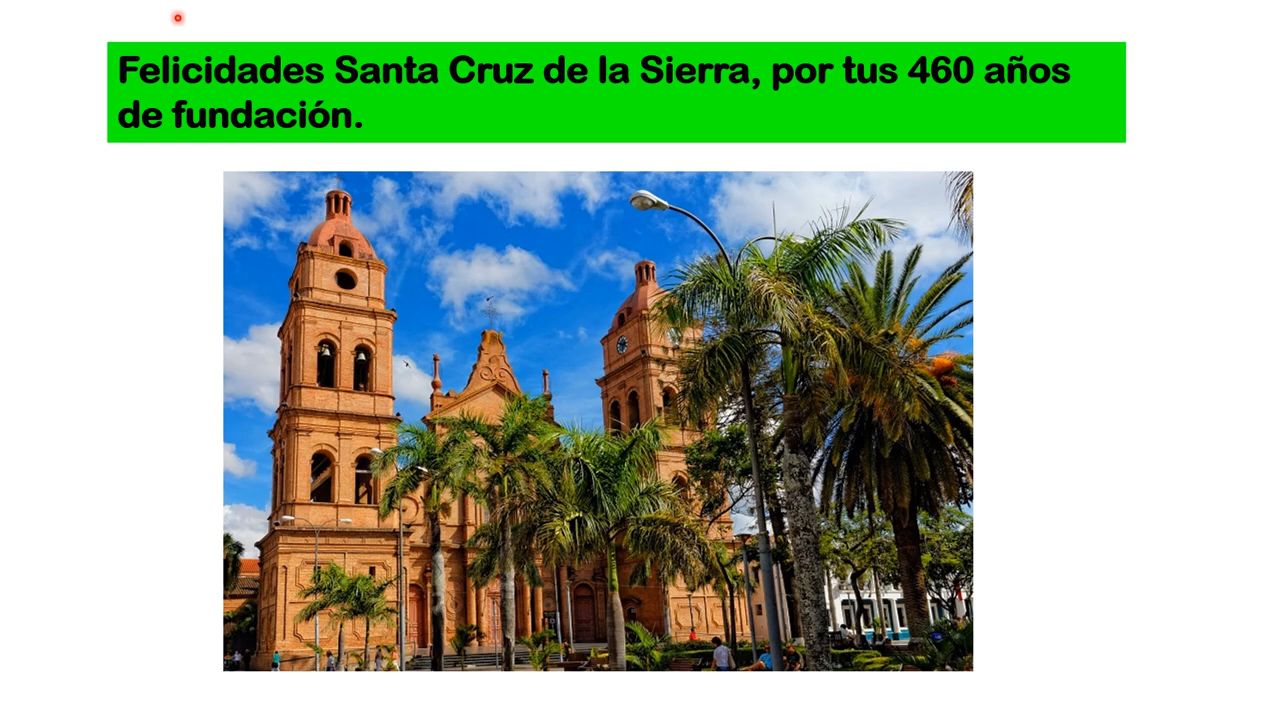 Felicidades Santa Cruz de la Sierra, por tus 460 años
de fundación.